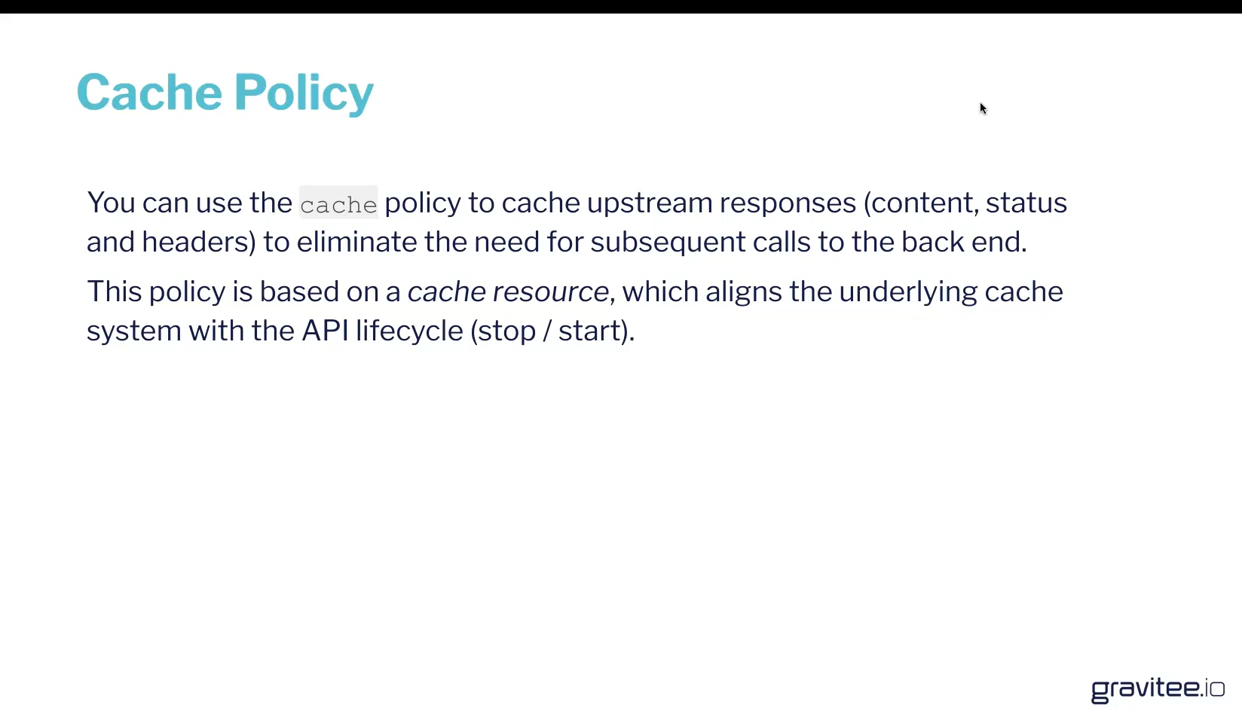 Cache Policy
You can use the cache policy to cache upstream responses (content, status
and headers) to eliminate the need for subsequent calls to the back end.
This policy is based on a cache resource, which aligns the underlying cache
system with the API lifecycle (stop / start).
gravitee.io